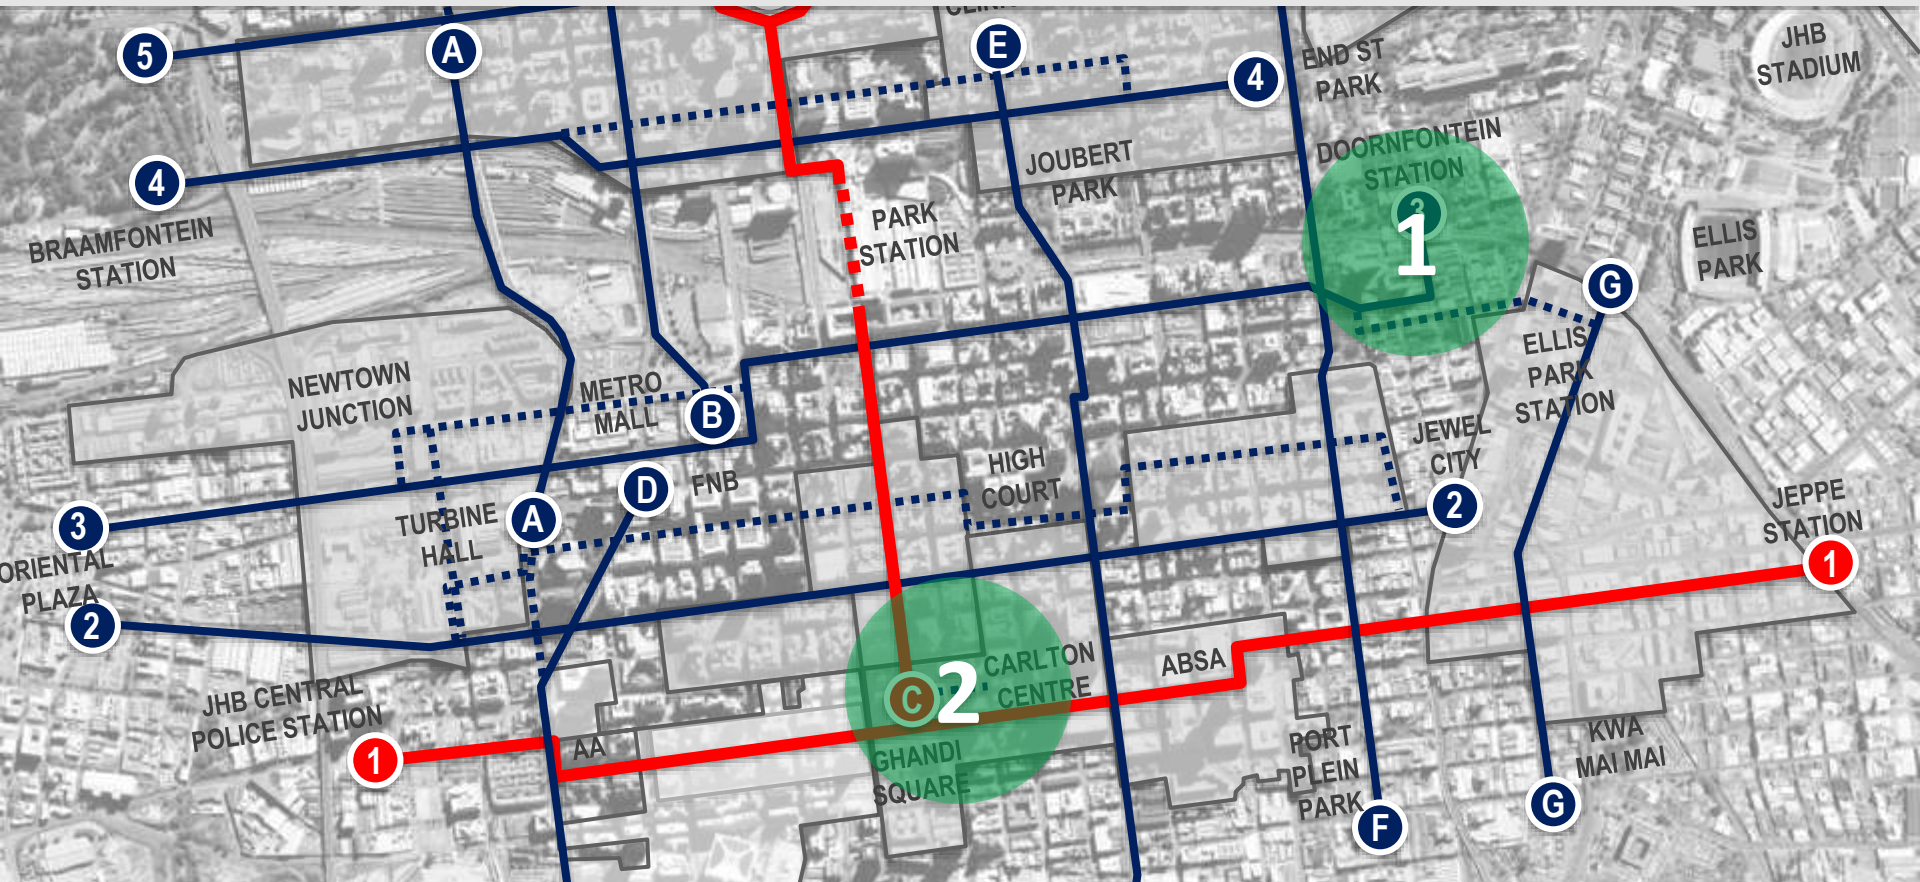 CLIN
5
A
E
4
END ST
PARK
JHB
STADIUM
4
JOUBERT
PARK
DOORNFONTEIN
STATION
3
1
BRAAMFONTEIN
STATION
PARK
STATION
ELLIS
PARK
G
NEWTOWN
JUNCTION
METRO
MALL
B
ELLIS
PARK
STATION
JEWEL
CITY
HIGH
COURT
D
FNB
2
3
TURBINE
HALL
A
JEPPE
STATION
1
ORIENTAL
PLAZA
2
JHB CENTRAL
POLICE STATION
C
2
CARLTON
CENTRE
ABSA
1
AA
GHANDI
SQUARE
PORT
PLEIN
PARK
KWA
MAI MAI
F
G